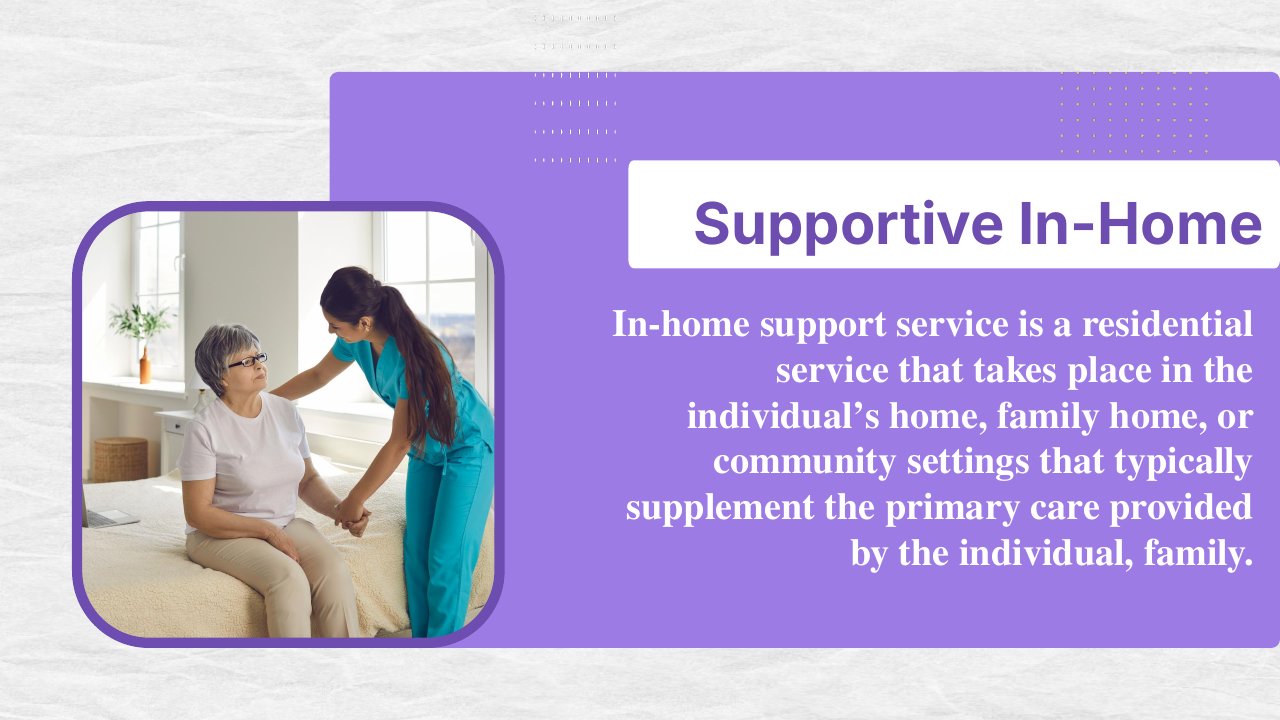 Supportive In-Home
In-home support service is a residential
service that takes place in the
individual’s home, family home, or
community settings that typically
supplement the primary care provided
by the individual, family.